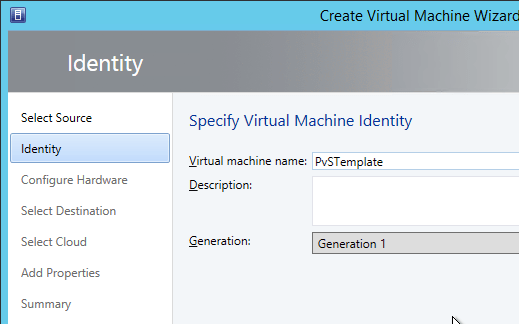 Create Virtual Machine Wizard
Identity
Select Source
Identity
Configure Hardware
Select Destination
Select Cloud
Add Properties
Summary
Specify Virtual Machine Identity
Virtual machine name: PvSTemplate
Description:
Generation: Generation 1